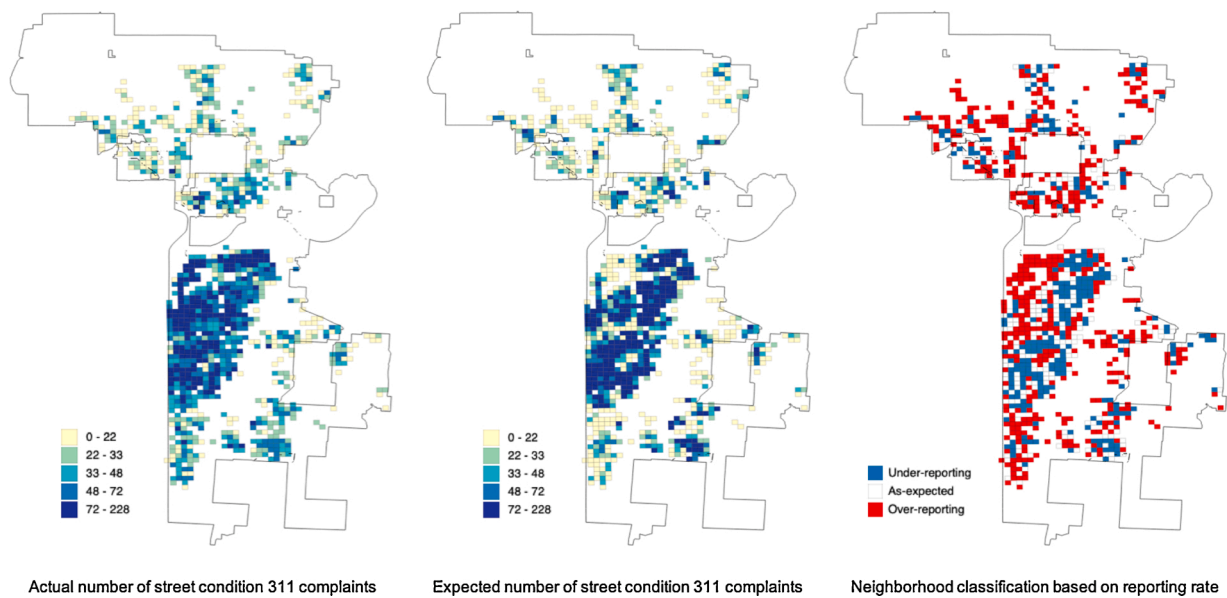 0 - 22
22 - 33
33 - 48
48 - 72
72 - 228
0 - 22
22 - 33
33 - 48
48 - 72
72 - 228
Under-reporting
As-expected
Over-reporting
Actual number of street condition 311 complaints
Expected number of street condition 311 complaints
Neighborhood classification based on reporting rate